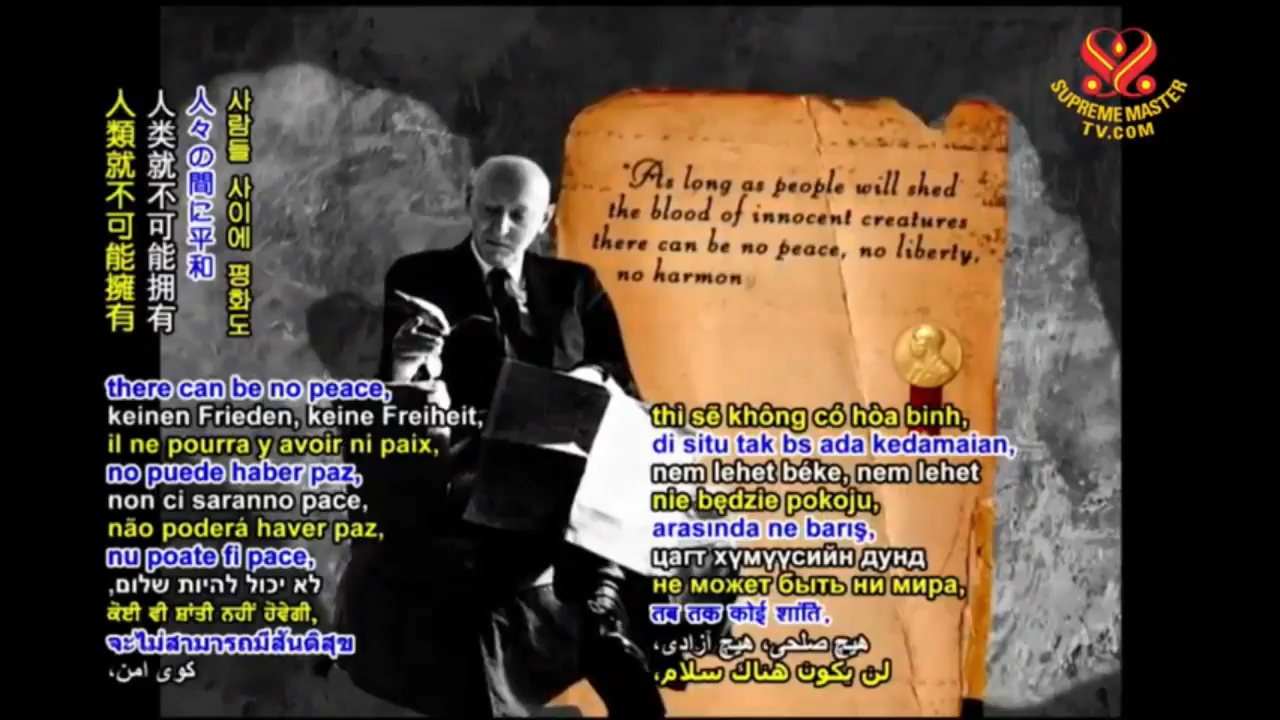 SUPREME MASTER
TV.COM
人類就不可能擁有
人类就不可能拥有
人々の間に平和
사람들 사이에 평화도
"As long as people will shed
the blood of innocent creatures
there can be no peace, no liberty,
no harmony
there can be no peace,
keinen Frieden, keine Freiheit,
il ne pourra y avoir ni paix,
no puede haber paz,
non ci saranno pace,
não poderá haver paz,
nu poate fi pace,
לא יכול להיות שלום,
ਕੋਈ ਵੀ ਸ਼ਾਂਤੀ ਨਹੀਂ ਹੋਵੇਗੀ,
จะไม่สามารถมีสันติสุข
کوی امن،
thì sẽ không có hòa bình,
di situ tak bs ada kedamaian,
nem lehet béke, nem lehet
nie będzie pokoju,
arasında ne barış,
цагт хүмүүсийн дунд
не может быть ни мира,
तब तक कोई शांति,
هیچ صلحی، هیچ آزادی،
لن يكون هناك سلام،